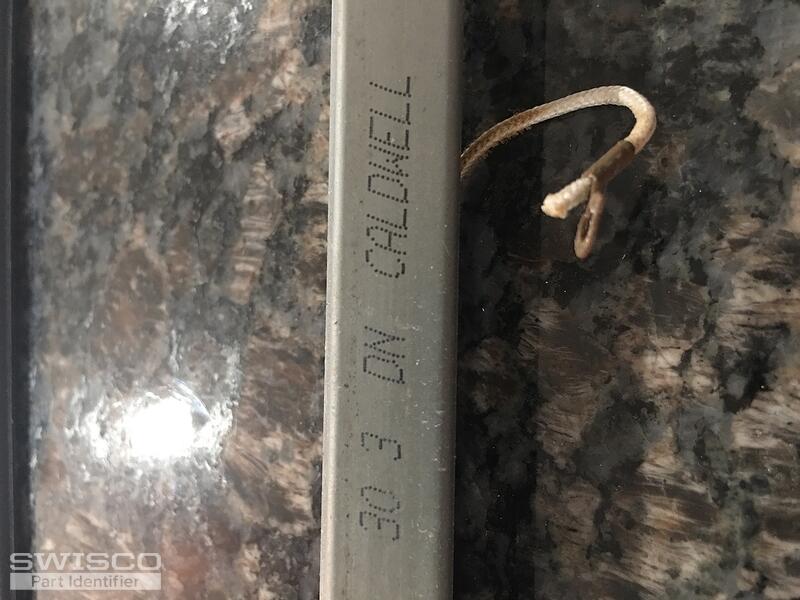 30 3 DN CALDWELL
SWISCO
Part Identifier